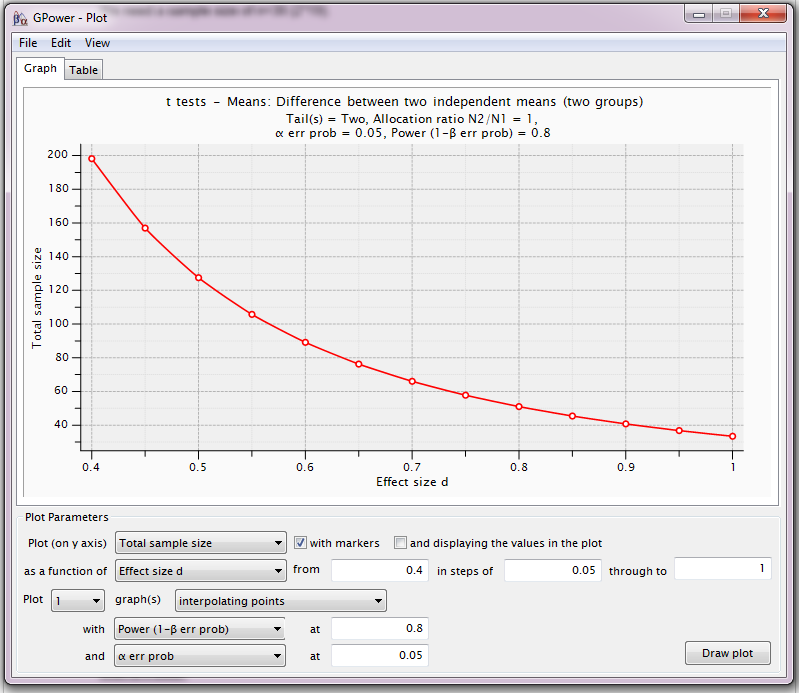 GPower - Plot
File Edit View
Graph Table
t tests - Means: Difference between two independent means (two groups)
Tail(s) = Two, Allocation ratio N2/N1 = 1,
α err prob = 0.05, Power (1-β err prob) = 0.8
Total sample size
200
180
160
140
120
100
80
60
40
0.4 0.5 0.6 0.7 0.8 0.9 1
Effect size d
Plot Parameters
Plot (on y axis) Total sample size with markers and displaying the values in the plot
as a function of Effect size d from 0.4 in steps of 0.05 through to 1
Plot 1 graph(s) interpolating points
with Power (1-β err prob) at 0.8
and α err prob at 0.05
Draw plot